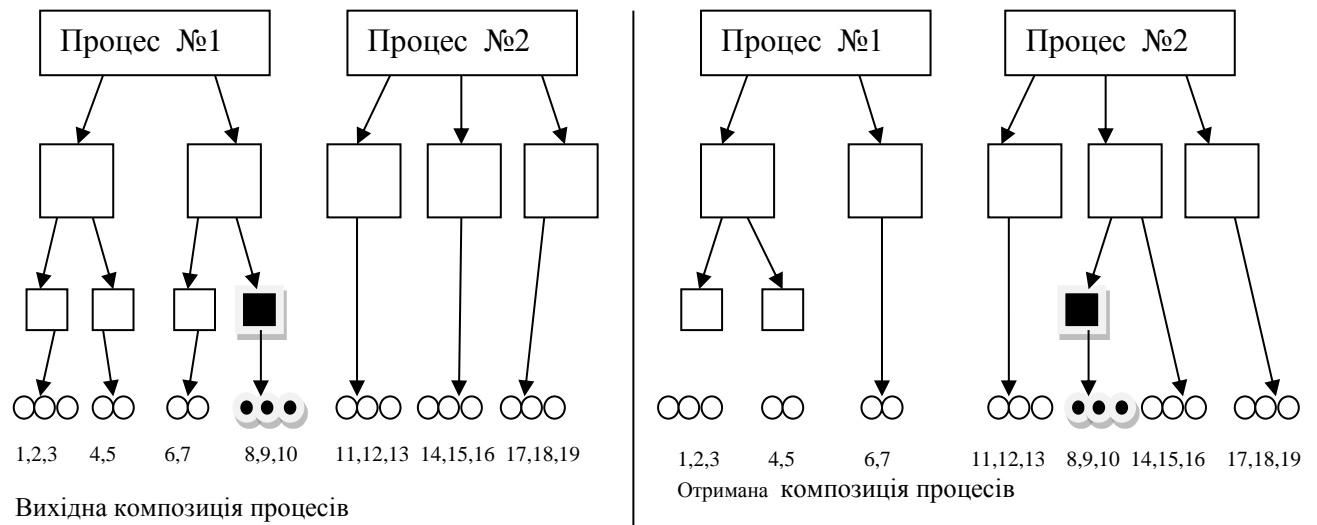 Процес №1
Процес №2
1,2,3 4,5 6,7 8,9,10 11,12,13 14,15,16 17,18,19
Вихідна композиція процесів
Процес №1
Процес №2
1,2,3 4,5 6,7 11,12,13 8,9,10 14,15,16 17,18,19
Отримана композиція процесів